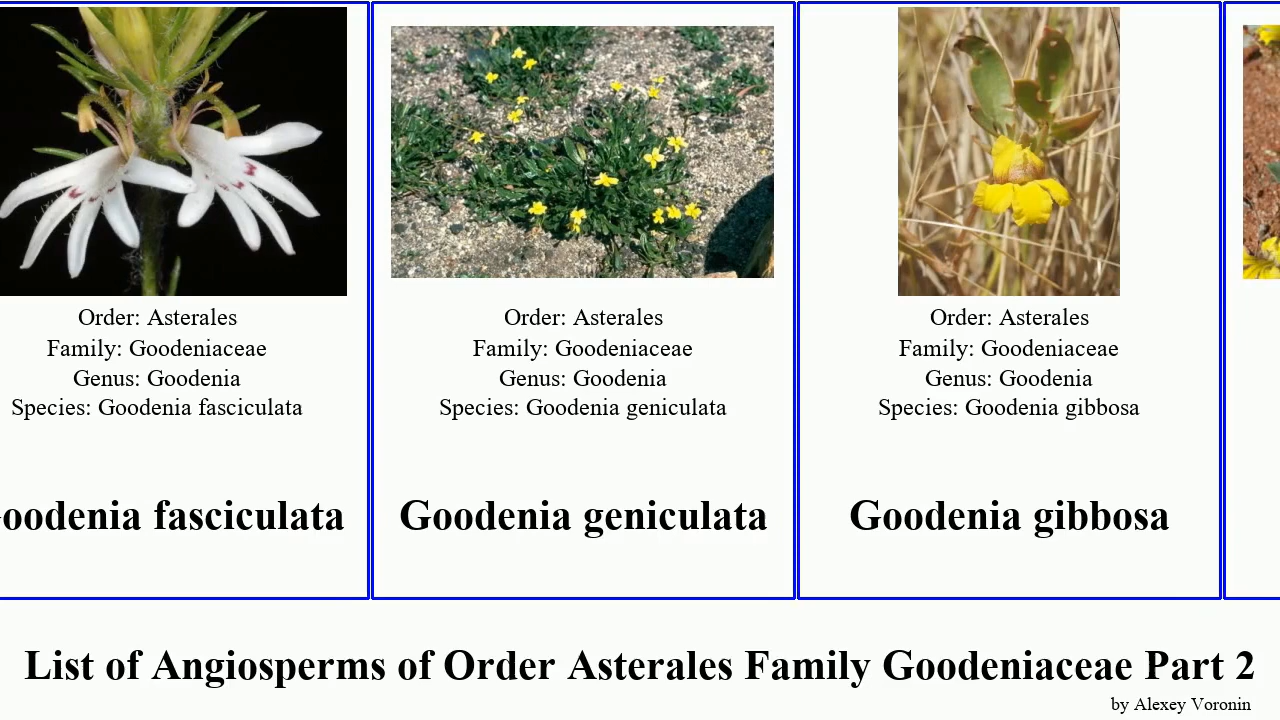 Order: Asterales
Family: Goodeniaceae
Genus: Goodenia
Species: Goodenia fasciculata
oodenia fasciculata
Order: Asterales
Family: Goodeniaceae
Genus: Goodenia
Species: Goodenia geniculata
Goodenia geniculata
Order: Asterales
Family: Goodeniaceae
Genus: Goodenia
Species: Goodenia gibbosa
Goodenia gibbosa
List of Angiosperms of Order Asterales Family Goodeniaceae Part 2
by Alexey Voronin